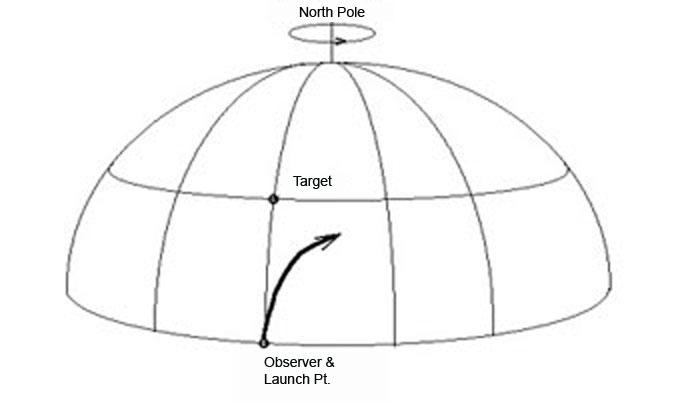 North Pole
Target
Observer &
Launch Pt.